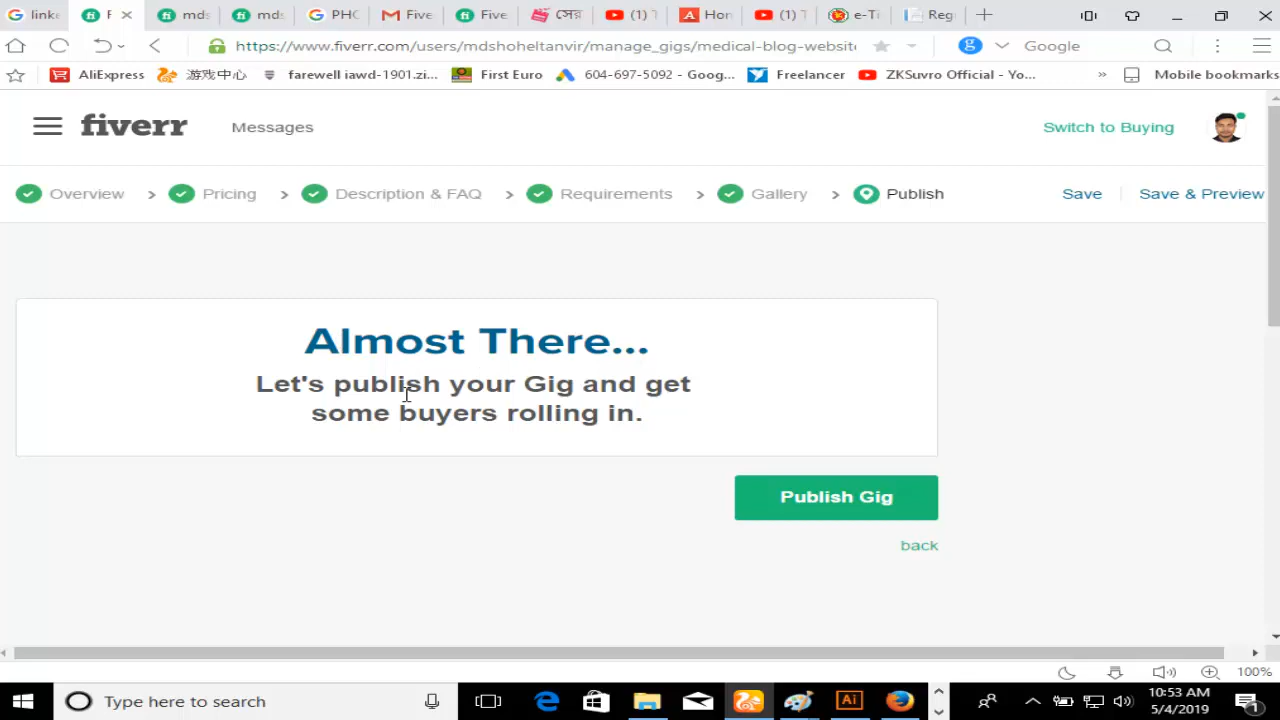 linke
F
mds
mds
PHO
Five
Five
সের
(1) T
Hon
(1) T
e-Ti
Reg
https://www.fiverr.com/users/mdshoheltanvir/manage_gigs/medical-blog-website
Google
AliExpress
游戏中心
farewell iawd-1901.zi...
First Euro
604-697-5092 - Goog...
Freelancer
ZKSuvro Official - Yo...
»
Mobile bookmarks
fiverr
Messages
Switch to Buying
Overview > Pricing > Description & FAQ > Requirements > Gallery > Publish
Save
Save & Preview
Almost There...
Let's publish your Gig and get
some buyers rolling in.
Publish Gig
back
100%
Type here to search
Ai
10:53 AM
5/4/2019
1